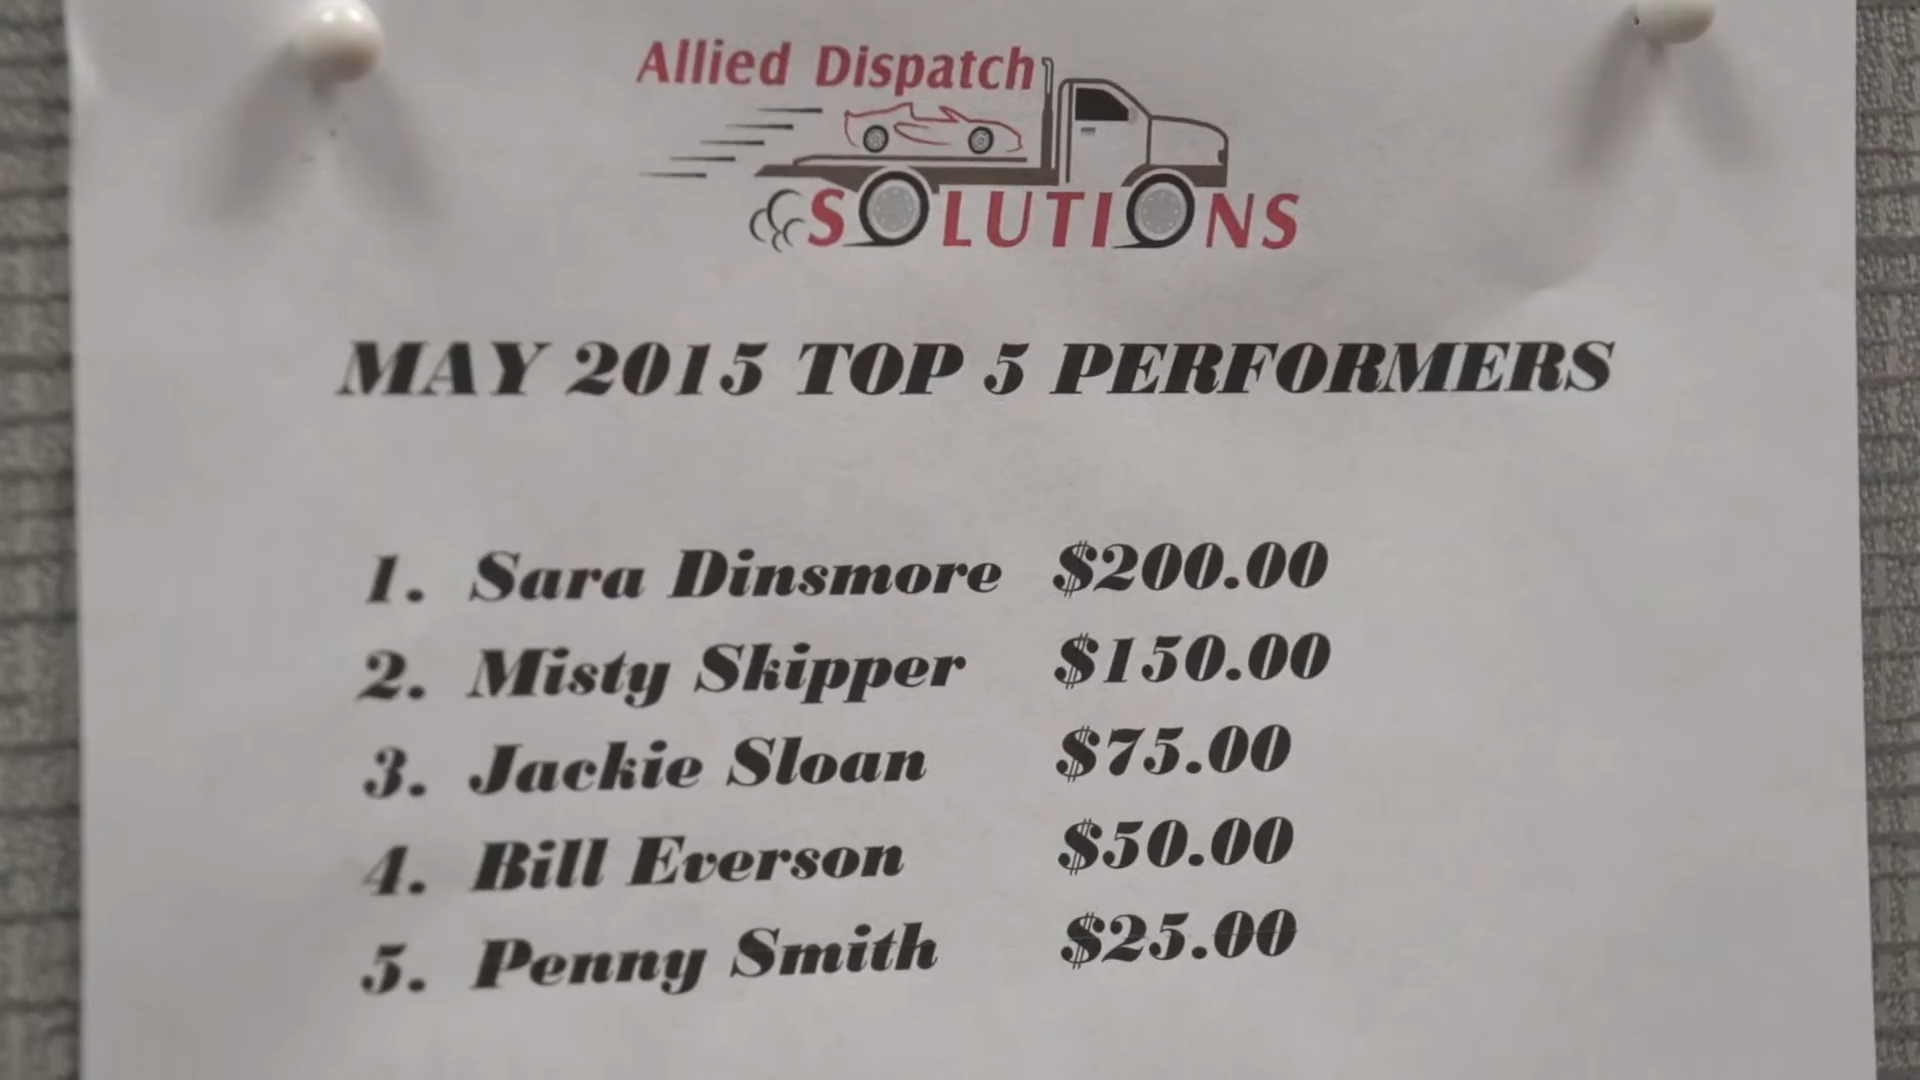 Allied Dispatch
SOLUTIONS
MAY 2015 TOP 5 PERFORMERS
1. Sara Dinsmore $200.00
2. Misty Skipper $150.00
3. Jackie Sloan $75.00
4. Bill Everson $50.00
5. Penny Smith $25.00